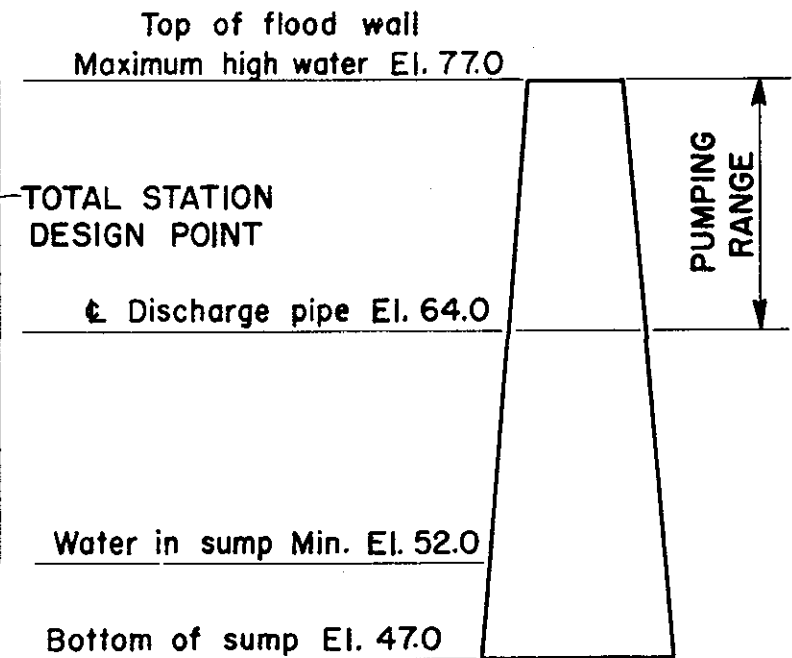 Top of flood wall
Maximum high water El. 77.0
TOTAL STATION
DESIGN POINT
PUMPING
RANGE
℄ Discharge pipe El. 64.0
Water in sump Min. El. 52.0
Bottom of sump El. 47.0